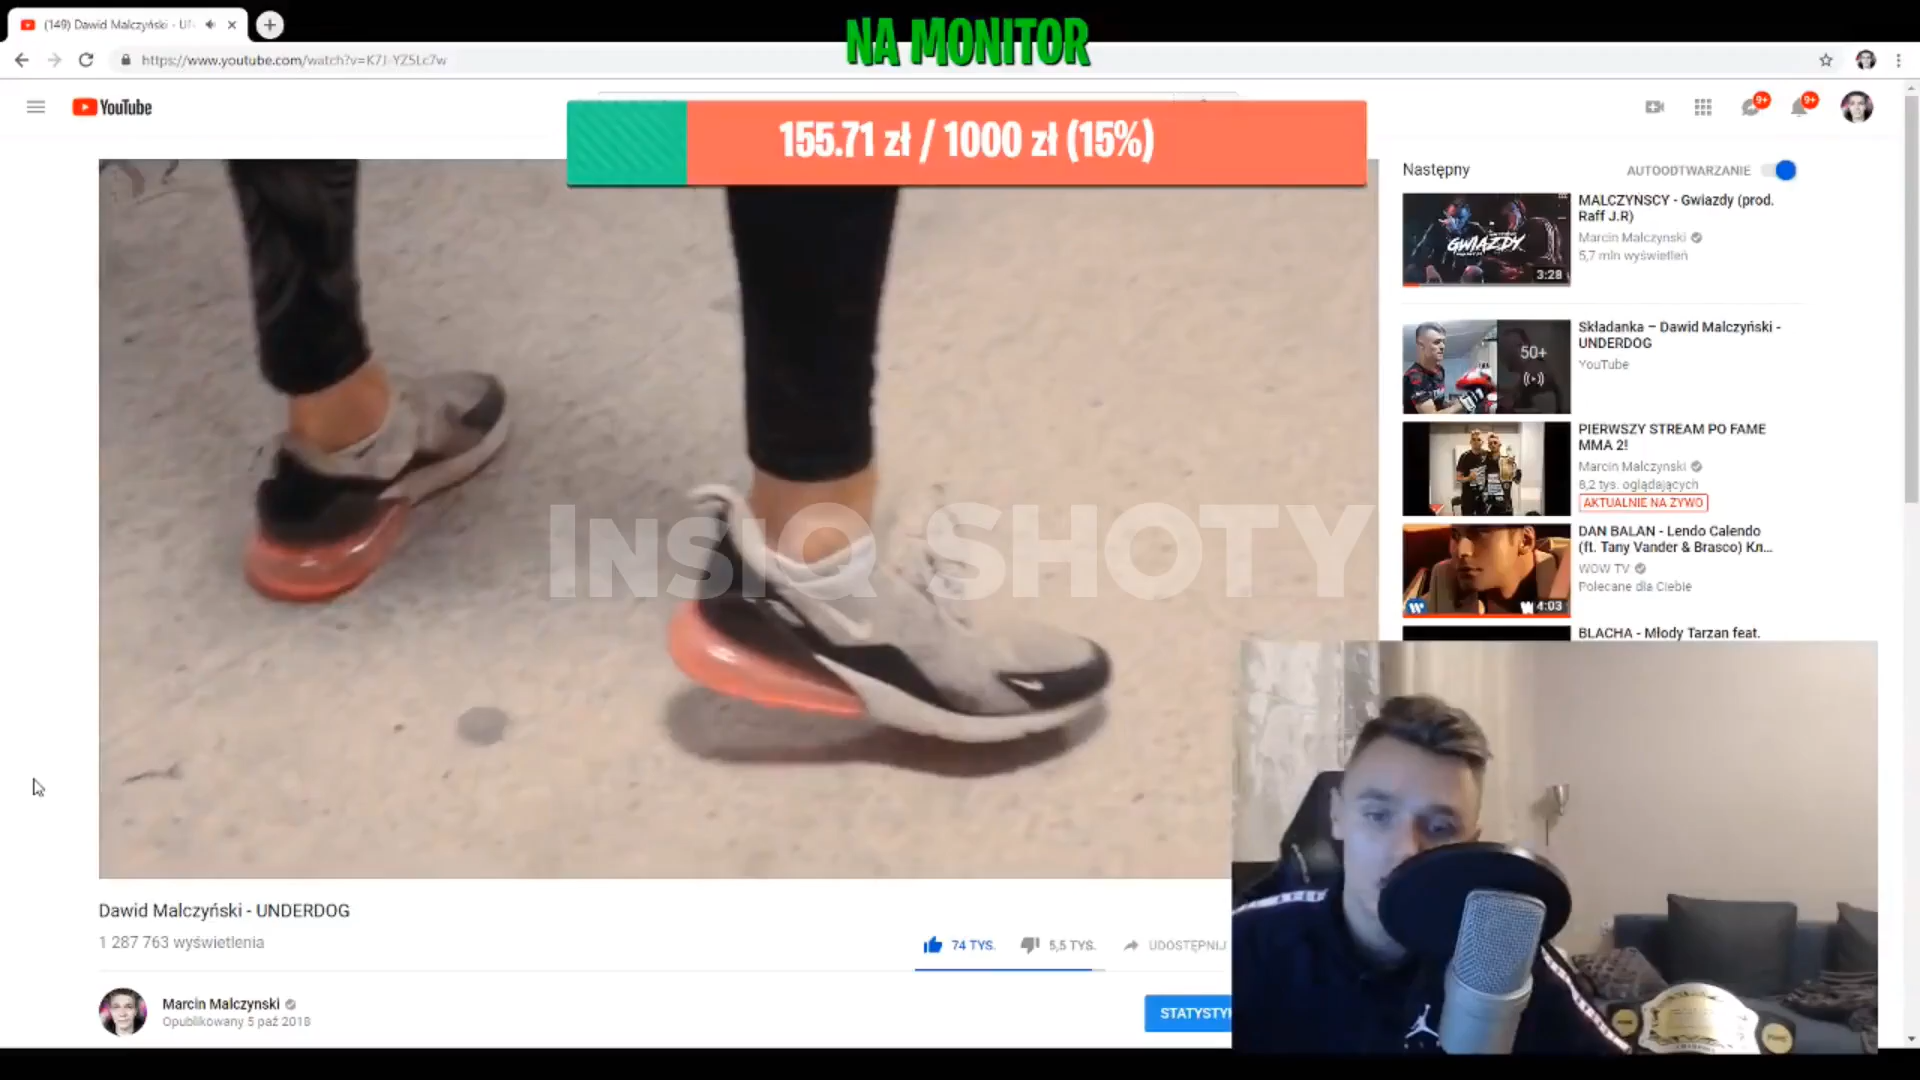 (149) Dawid Malczyński - UN
NA MONITOR
https://www.youtube.com/watch?v=K7J-YZ5Lc7w
YouTube
9+
9+
155.71 zł / 1000 zł (15%)
Następny
AUTOODTWARZANIE
MALCZYNSCY - Gwiazdy (prod.
Raff J.R)
Marcin Malczynski
5,7 mln wyświetleń
GWIAZDY
3:28
Składanka – Dawid Malczyński -
UNDERDOG
YouTube
50+
PIERWSZY STREAM PO FAME
MMA 2!
Marcin Malczynski
8,2 tys. oglądających
AKTUALNIE NA ŻYWO
DAN BALAN - Lendo Calendo
(ft. Tany Vander & Brasco) Kn...
WOW TV
Polecane dla Ciebie
4:03
BLACHA - Młody Tarzan feat.
INSIQ SHOTY
Dawid Malczyński - UNDERDOG
1 287 763 wyświetlenia
74 TYS.
5,5 TYS.
UDOSTĘPNIJ
Marcin Malczynski
Opublikowany 5 paź 2018
STATYSTYK